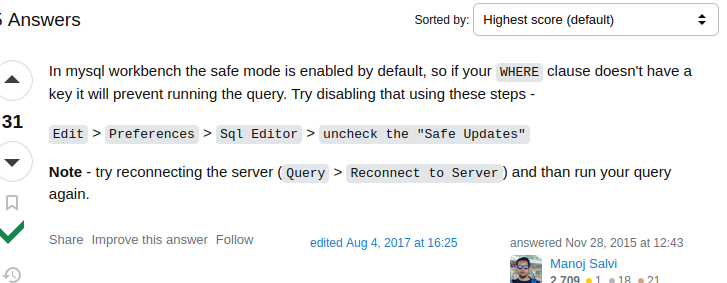 5 Answers
Sorted by: Highest score (default)
In mysql workbench the safe mode is enabled by default, so if your WHERE clause doesn't have a
key it will prevent running the query. Try disabling that using these steps -
31
Edit > Preferences > Sql Editor > uncheck the "Safe Updates"
Note - try reconnecting the server (Query > Reconnect to Server) and than run your query
again.
Share Improve this answer Follow
edited Aug 4, 2017 at 16:25
answered Nov 28, 2015 at 12:43
Manoj Salvi
2,709 1 18 21